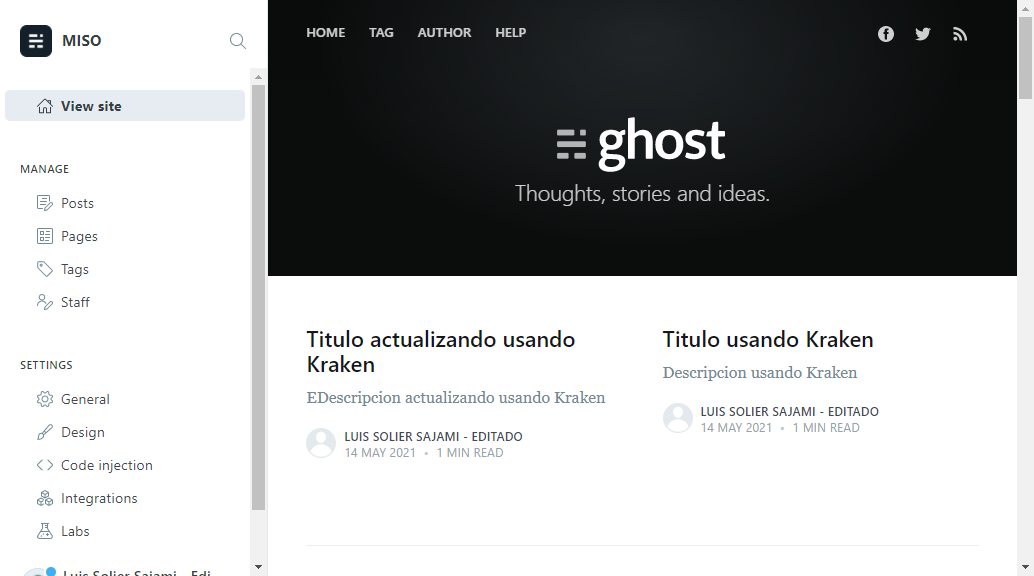 MISO
View site
MANAGE
Posts
Pages
Tags
Staff
SETTINGS
General
Design
Code injection
Integrations
Labs
Luis Solier Sajami - Edi
HOME TAG AUTHOR HELP
ghost
Thoughts, stories and ideas.
Titulo actualizando usando
Kraken
EDescripcion actualizando usando Kraken
LUIS SOLIER SAJAMI - EDITADO
14 MAY 2021 • 1 MIN READ
Titulo usando Kraken
Descripcion usando Kraken
LUIS SOLIER SAJAMI - EDITADO
14 MAY 2021 • 1 MIN READ